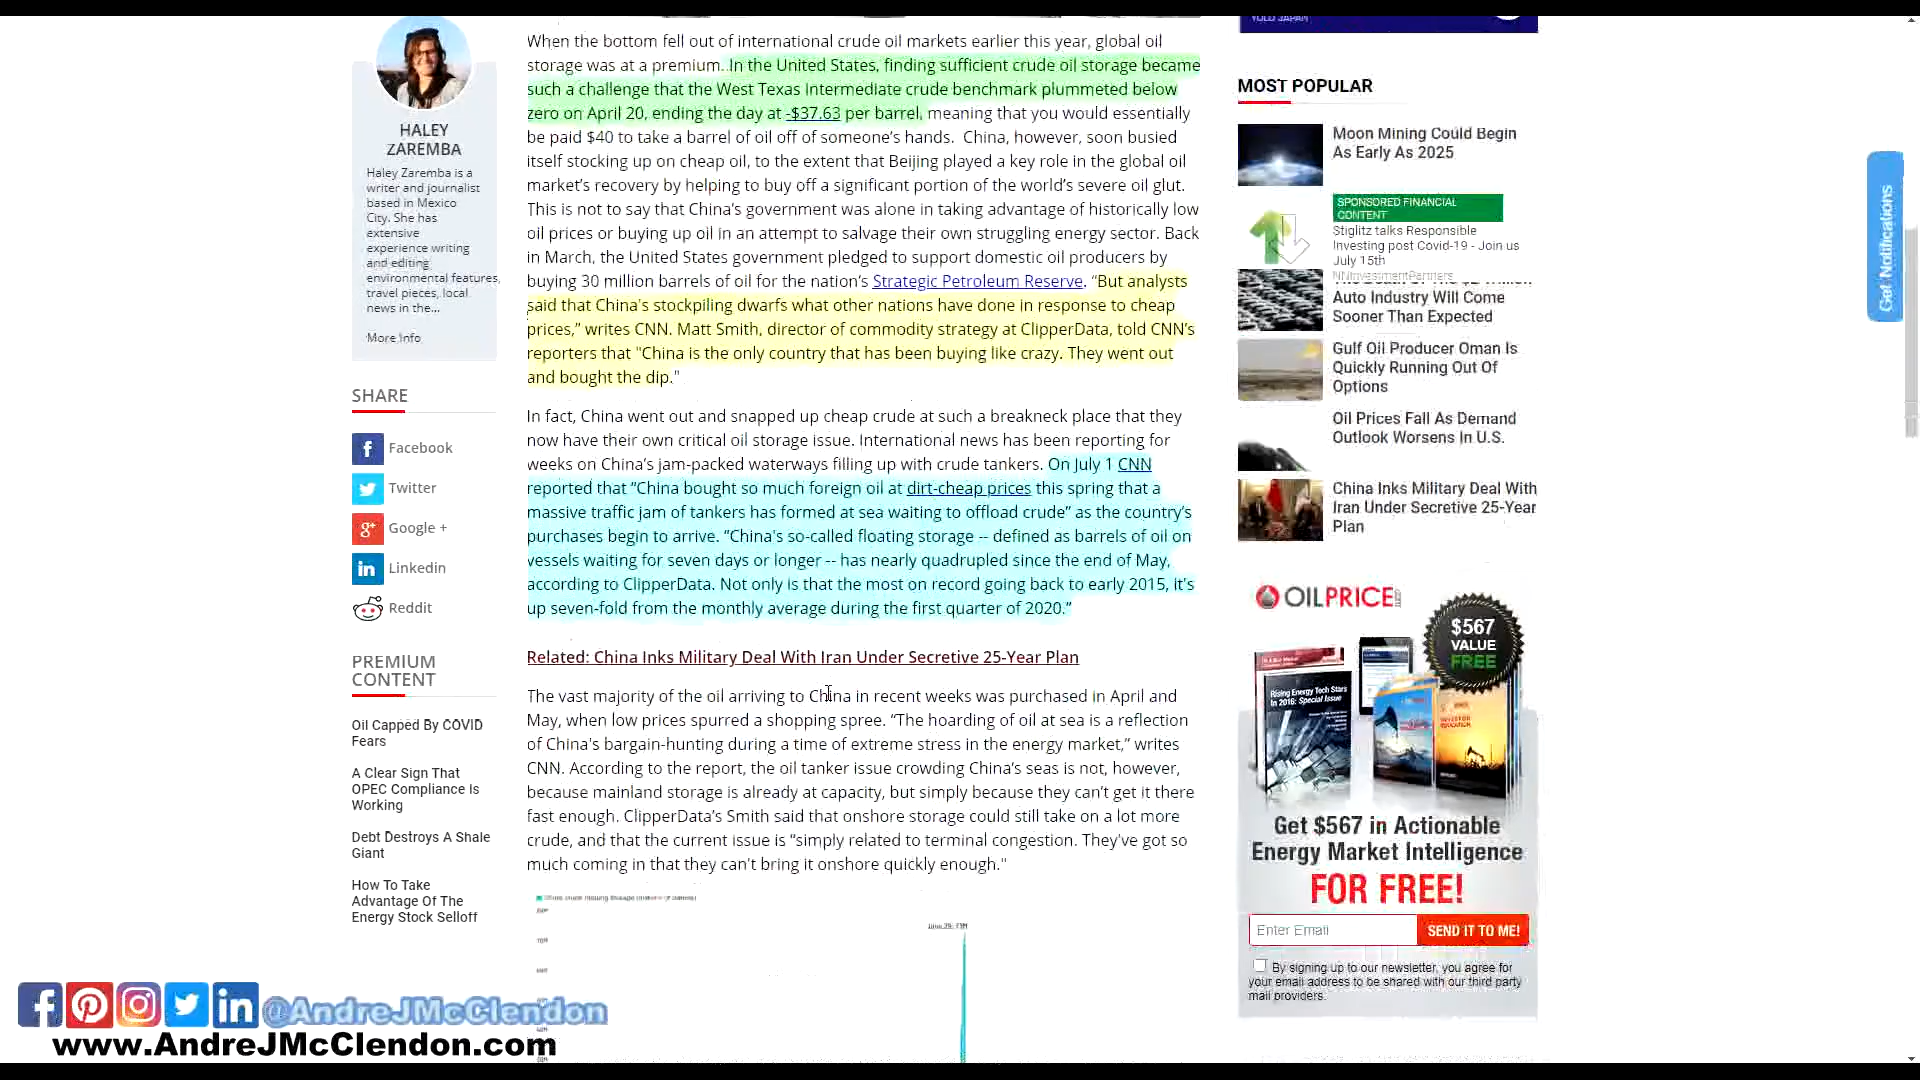 YOLO JAPAN
HALEY
ZAREMBA
Haley Zaremba is a
writer and journalist
based in Mexico
City. She has
extensive
experience writing
and editing
environmental features,
travel pieces, local
news in the...
More Info
SHARE
Facebook
Twitter
Google +
Linkedin
Reddit
PREMIUM
CONTENT
Oil Capped By COVID
Fears
A Clear Sign That
OPEC Compliance Is
Working
Debt Destroys A Shale
Giant
How To Take
Advantage Of The
Energy Stock Selloff
When the bottom fell out of international crude oil markets earlier this year, global oil
storage was at a premium. In the United States, finding sufficient crude oil storage became
such a challenge that the West Texas Intermediate crude benchmark plummeted below
zero on April 20, ending the day at -$37.63 per barrel, meaning that you would essentially
be paid $40 to take a barrel of oil off of someone's hands. China, however, soon busied
itself stocking up on cheap oil, to the extent that Beijing played a key role in the global oil
market's recovery by helping to buy off a significant portion of the world's severe oil glut.
This is not to say that China's government was alone in taking advantage of historically low
oil prices or buying up oil in an attempt to salvage their own struggling energy sector. Back
in March, the United States government pledged to support domestic oil producers by
buying 30 million barrels of oil for the nation's Strategic Petroleum Reserve. “But analysts
said that China's stockpiling dwarfs what other nations have done in response to cheap
prices,” writes CNN. Matt Smith, director of commodity strategy at ClipperData, told CNN's
reporters that "China is the only country that has been buying like crazy. They went out
and bought the dip."
In fact, China went out and snapped up cheap crude at such a breakneck place that they
now have their own critical oil storage issue. International news has been reporting for
weeks on China's jam-packed waterways filling up with crude tankers. On July 1 CNN
reported that “China bought so much foreign oil at dirt-cheap prices this spring that a
massive traffic jam of tankers has formed at sea waiting to offload crude” as the country's
purchases begin to arrive. “China's so-called floating storage -- defined as barrels of oil on
vessels waiting for seven days or longer -- has nearly quadrupled since the end of May,
according to ClipperData. Not only is that the most on record going back to early 2015, it's
up seven-fold from the monthly average during the first quarter of 2020.”
Related: China Inks Military Deal With Iran Under Secretive 25-Year Plan
The vast majority of the oil arriving to China in recent weeks was purchased in April and
May, when low prices spurred a shopping spree. “The hoarding of oil at sea is a reflection
of China's bargain-hunting during a time of extreme stress in the energy market,” writes
CNN. According to the report, the oil tanker issue crowding China's seas is not, however,
because mainland storage is already at capacity, but simply because they can't get it there
fast enough. ClipperData's Smith said that onshore storage could still take on a lot more
crude, and that the current issue is "simply related to terminal congestion. They've got so
much coming in that they can't bring it onshore quickly enough."
MOST POPULAR
Moon Mining Could Begin
As Early As 2025
SPONSORED FINANCIAL
CONTENT
Stiglitz talks Responsible
Investing post Covid-19 - Join us
July 15th
NNInvestmentPartners
Auto Industry Will Come
Sooner Than Expected
Gulf Oil Producer Oman Is
Quickly Running Out Of
Options
Oil Prices Fall As Demand
Outlook Worsens In U.S.
China Inks Military Deal With
Iran Under Secretive 25-Year
Plan
OILPRICE
$567
VALUE
FREE
Rising Energy Tech Stars
In 2016: Special Issue
Get $567 in Actionable
Energy Market Intelligence
FOR FREE!
Enter Email
SEND IT TO ME!
By signing up to our newsletter, you agree for
your email address to be shared with our third party
mail providers.
Get Notifications
@AndreJMcClendon
www.AndreJMcClendon.com